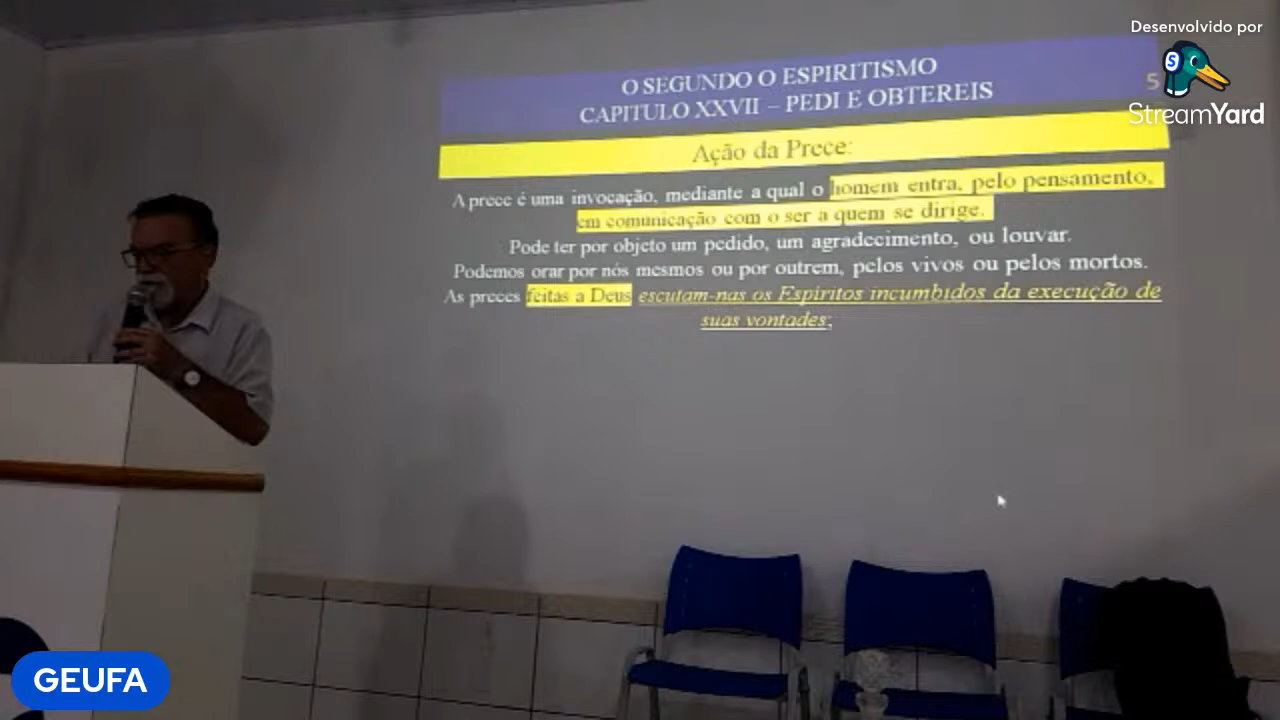 Desenvolvido por
StreamYard
O SEGUNDO O ESPIRITISMO
CAPITULO XXVII – PEDI E OBTEREIS
5
Ação da Prece:
A prece é uma invocação, mediante a qual o homem entra, pelo pensamento,
em comunicação com o ser a quem se dirige.
Pode ter por objeto um pedido, um agradecimento, ou louvar.
Podemos orar por nós mesmos ou por outrem, pelos vivos ou pelos mortos.
As preces feitas a Deus escutam-nas os Espíritos incumbidos da execução de
suas vontades;
GEUFA